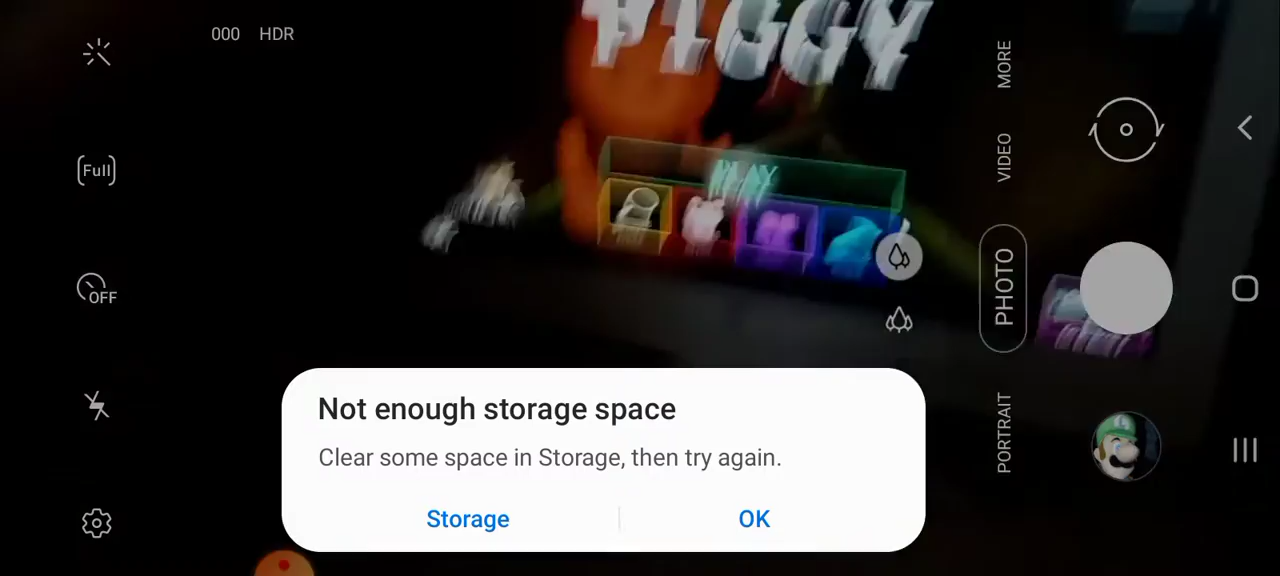 000 HDR
PIGGY
PLAY
Full
OFF
MORE
VIDEO
PHOTO
PORTRAIT
L
Not enough storage space
Clear some space in Storage, then try again.
Storage
OK